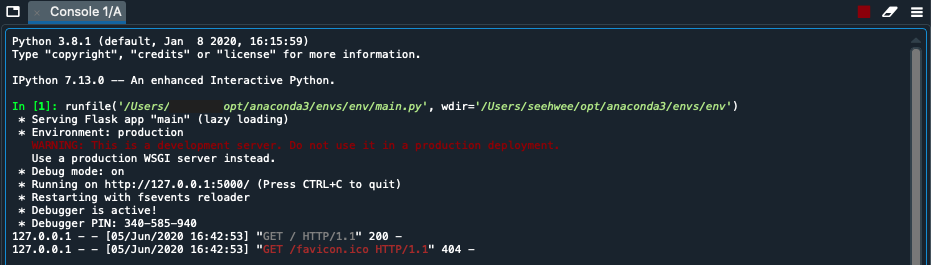 Console 1/A
Python 3.8.1 (default, Jan  8 2020, 16:15:59)
Type "copyright", "credits" or "license" for more information.
IPython 7.13.0 -- An enhanced Interactive Python.
In [1]: runfile('/Users/ opt/anaconda3/envs/env/main.py', wdir='/Users/seehwee/opt/anaconda3/envs/env')
* Serving Flask app "main" (lazy loading)
* Environment: production
WARNING: This is a development server. Do not use it in a production deployment.
Use a production WSGI server instead.
* Debug mode: on
* Running on http://127.0.0.1:5000/ (Press CTRL+C to quit)
* Restarting with fsevents reloader
* Debugger is active!
* Debugger PIN: 340-585-940
127.0.0.1 - - [05/Jun/2020 16:42:53] "GET / HTTP/1.1" 200 -
127.0.0.1 - - [05/Jun/2020 16:42:53] "GET /favicon.ico HTTP/1.1" 404 -